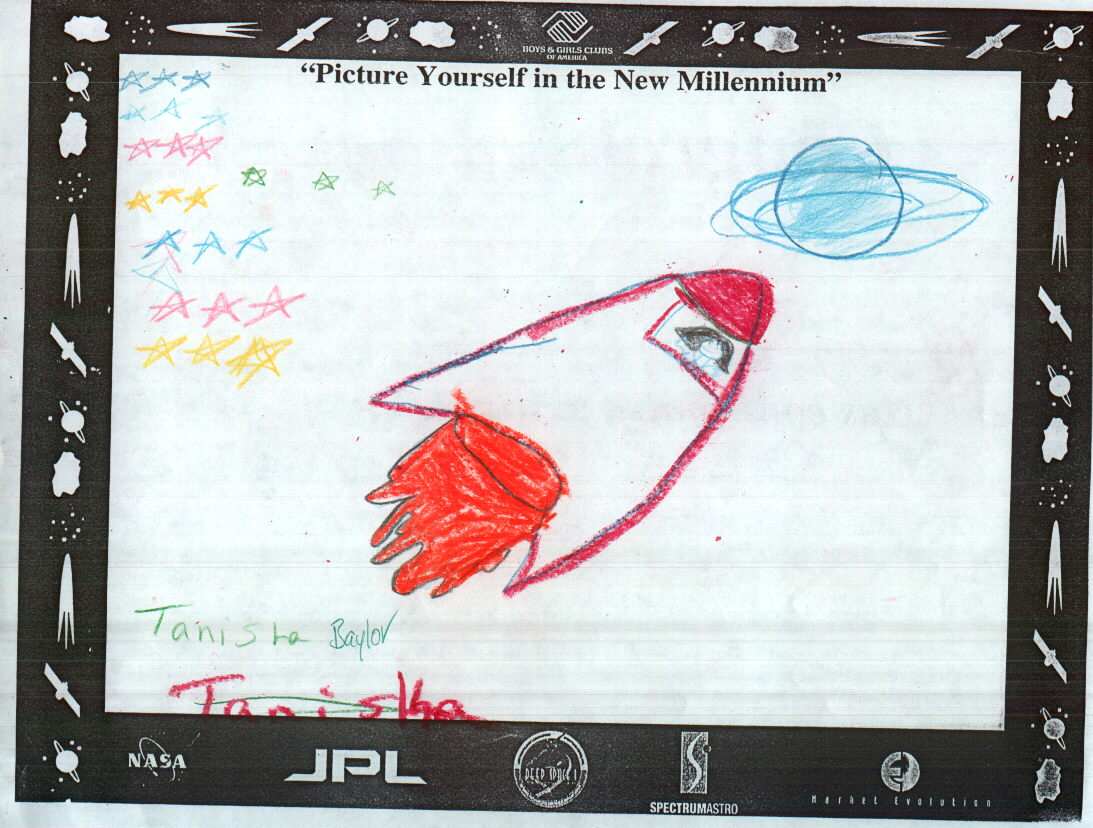 BOYS & GIRLS CLUBS
OF AMERICA
“Picture Yourself in the New Millennium”
Tanisha Baylor
Tanisha
NASA
JPL
DEEP SPACE 1
SPECTRUMASTRO
Market Evolution